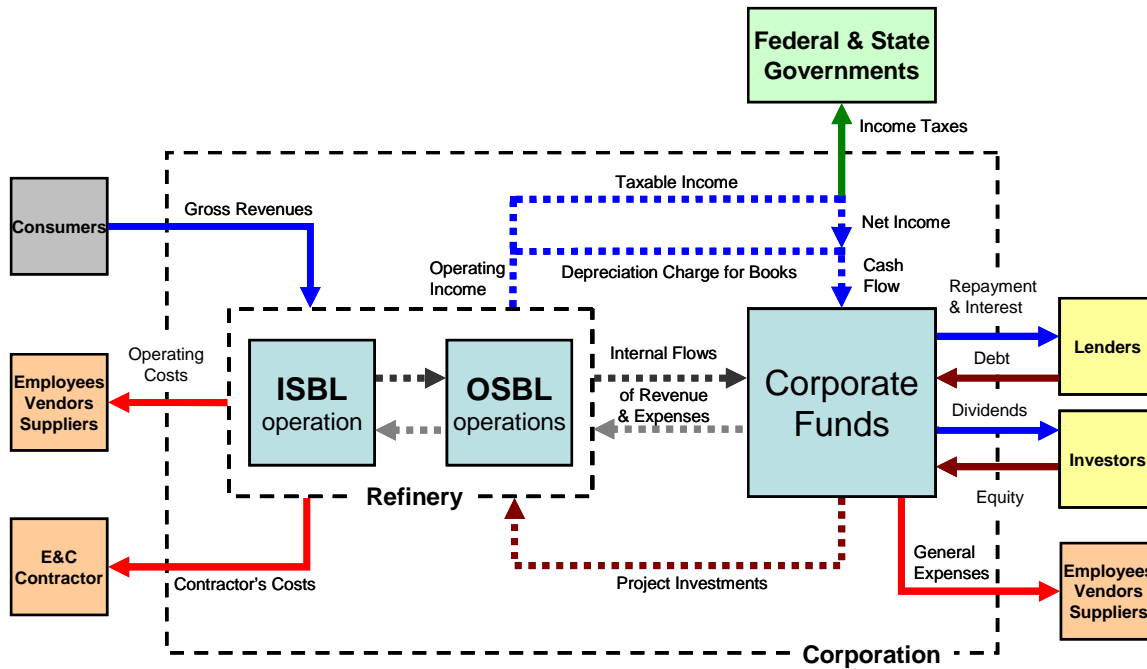 Federal & State
Governments
Income Taxes
Taxable Income
Consumers
Gross Revenues
Net Income
Operating
Income
Depreciation Charge for Books
Cash
Flow
Repayment
& Interest
Lenders
Operating
Costs
Employees
Vendors
Suppliers
ISBL
operation
OSBL
operations
Internal Flows
of Revenue
& Expenses
Corporate
Funds
Debt
Dividends
Investors
Equity
Refinery
E&C
Contractor
Contractor's Costs
Project Investments
General
Expenses
Employees
Vendors
Suppliers
Corporation